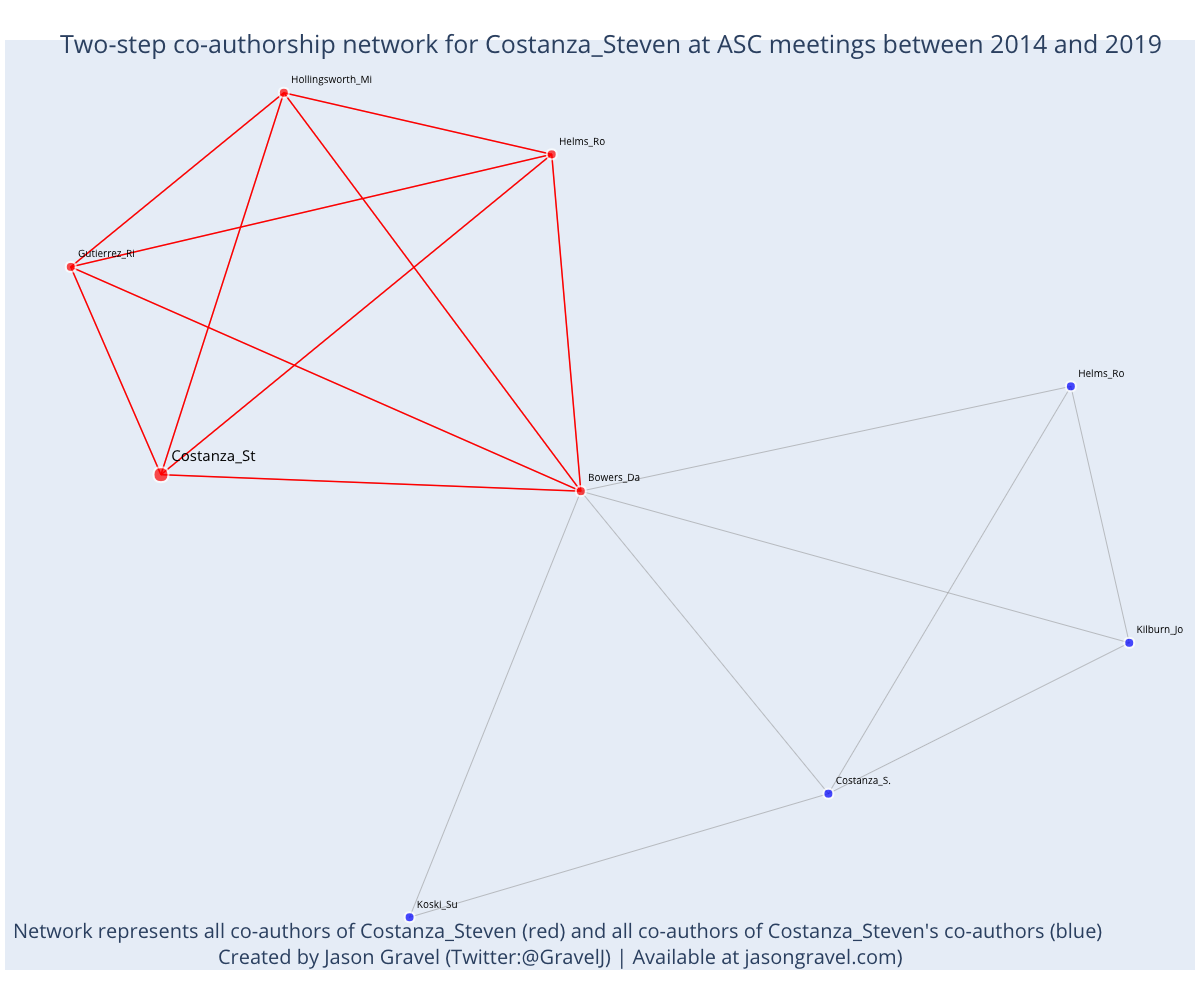 Two-step co-authorship network for Costanza_Steven at ASC meetings between 2014 and 2019
Hollingsworth_Mi
Helms_Ro
Gutierrez_Ri
Helms_Ro
Costanza_St
Bowers_Da
Kilburn_Jo
Costanza_S.
Koski_Su
Network represents all co-authors of Costanza_Steven (red) and all co-authors of Costanza_Steven's co-authors (blue)
Created by Jason Gravel (Twitter:@GravelJ) | Available at jasongravel.com)